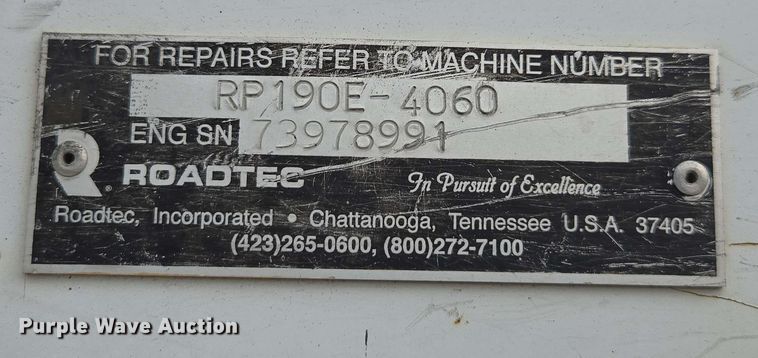 FOR REPAIRS REFER TO MACHINE NUMBER
RP190E-4060
ENG SN 73978991
R® ROADTEC In Pursuit of Excellence
Roadtec, Incorporated • Chattanooga, Tennessee U.S.A. 37405
(423)265-0600, (800)272-7100
Purple Wave Auction